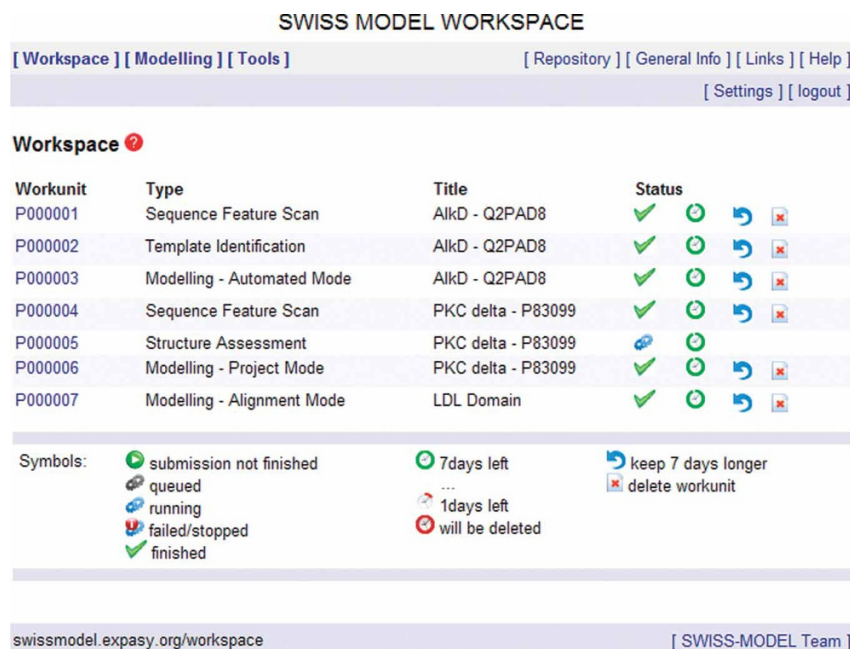 SWISS MODEL WORKSPACE
[ Workspace ] [ Modelling ] [ Tools ] [ Repository ] [ General Info ] [ Links ] [ Help ]
[ Settings ] [ logout ]
Workspace ?
Workunit Type Title Status
P000001 Sequence Feature Scan AlkD - Q2PAD8
P000002 Template Identification AlkD - Q2PAD8
P000003 Modelling - Automated Mode AlkD - Q2PAD8
P000004 Sequence Feature Scan PKC delta - P83099
P000005 Structure Assessment PKC delta - P83099
P000006 Modelling - Project Mode PKC delta - P83099
P000007 Modelling - Alignment Mode LDL Domain
Symbols: submission not finished 7days left keep 7 days longer
queued ... delete workunit
running 1days left
failed/stopped will be deleted
finished
swissmodel.expasy.org/workspace [ SWISS-MODEL Team ]